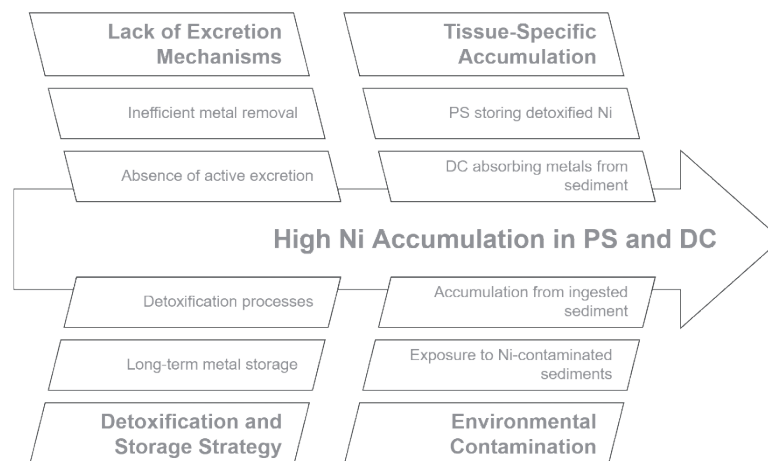 Lack of Excretion
Mechanisms
Tissue-Specific
Accumulation
Inefficient metal removal
PS storing detoxified Ni
Absence of active excretion
DC absorbing metals from
sediment
High Ni Accumulation in PS and DC
Detoxification processes
Accumulation from ingested
sediment
Long-term metal storage
Exposure to Ni-contaminated
sediments
Detoxification and
Storage Strategy
Environmental
Contamination